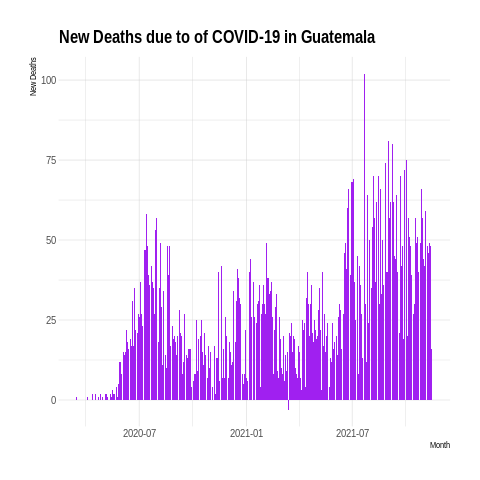 New Deaths due to of COVID-19 in Guatemala
New Deaths
100
75
50
25
0
2020-07
2021-01
2021-07
Month